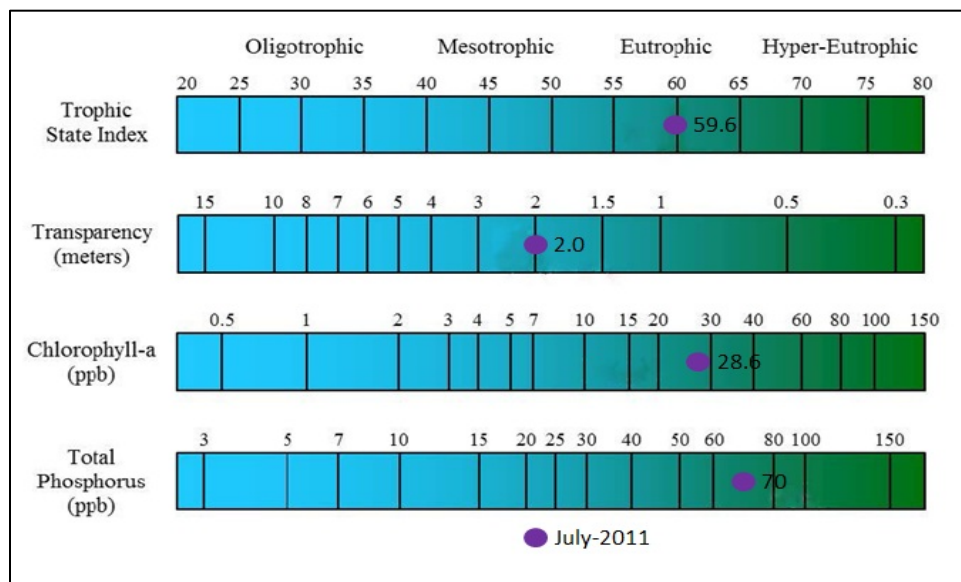 Oligotrophic Mesotrophic Eutrophic Hyper-Eutrophic
20 25 30 35 40 45 50 55 60 65 70 75 80
Trophic
State Index
59.6
15 10 8 7 6 5 4 3 2 1.5 1 0.5 0.3
Transparency
(meters)
2.0
0.5 1 2 3 4 5 7 10 15 20 30 40 60 80 100 150
Chlorophyll-a
(ppb)
28.6
3 5 7 10 15 20 25 30 40 50 60 80 100 150
Total
Phosphorus
(ppb)
70
July-2011